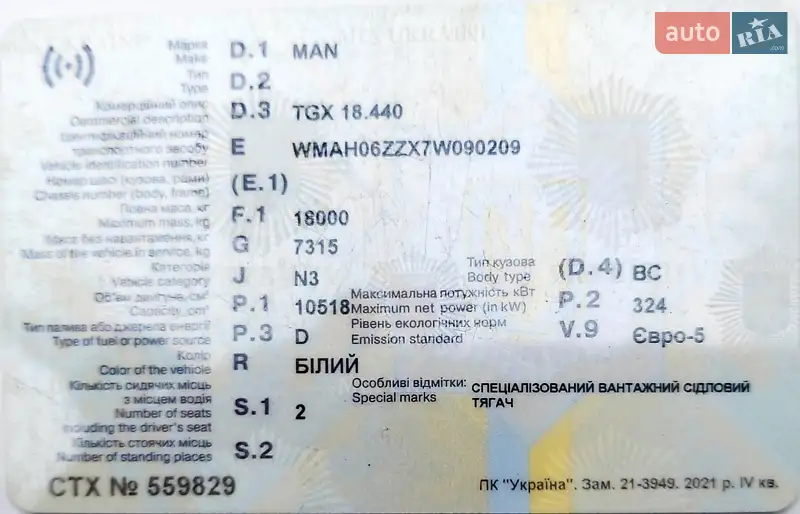 auto RIA.com
Марка D.1 MAN
Make
Тип D.2
Type
Комерційний опис D.3 TGX 18.440
Commercial description
Ідентифікаційний номер
транспортного засобу E WMAH06ZZX7W090209
Vehicle identification number
Номер шасі (кузова, рами) (E.1)
Chassis number (body, frame)
Повна маса, кг F.1 18000
Maximum mass, kg
Маса без навантаження, кг G 7315
Mass of the vehicle in service, kg
Категорія J N3
Vehicle category
Тип кузова (D.4) BC
Body type
Об'єм двигуна, см³ P.1 10518
Capacity, cm³
Максимальна потужність кВт P.2 324
Maximum net power (in kW)
Тип палива або джерела енергії P.3 D
Type of fuel or power source
Рівень екологічних норм V.9 Євро-5
Emission standard
Колір R БІЛИЙ
Color of the vehicle
Особливі відмітки: СПЕЦІАЛІЗОВАНИЙ ВАНТАЖНИЙ СІДЛОВИЙ
Special marks ТЯГАЧ
Кількість сидячих місць
з місцем водія S.1 2
Number of seats
including the driver's seat
Кількість стоячих місць S.2
Number of standing places
СТХ № 559829
ПК "Україна". Зам. 21-3949. 2021 р. IV кв.